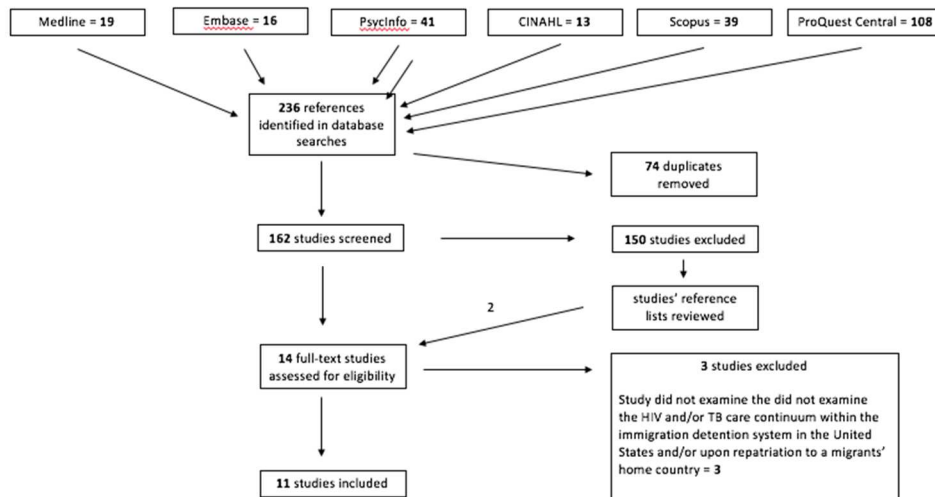 Medline = 19
Embase = 16
PsycInfo = 41
CINAHL = 13
Scopus = 39
ProQuest Central = 108
236 references
identified in database
searches
74 duplicates
removed
162 studies screened
150 studies excluded
studies' reference
lists reviewed
2
14 full-text studies
assessed for eligibility
3 studies excluded
Study did not examine the did not examine
the HIV and/or TB care continuum within the
immigration detention system in the United
States and/or upon repatriation to a migrants'
home country = 3
11 studies included